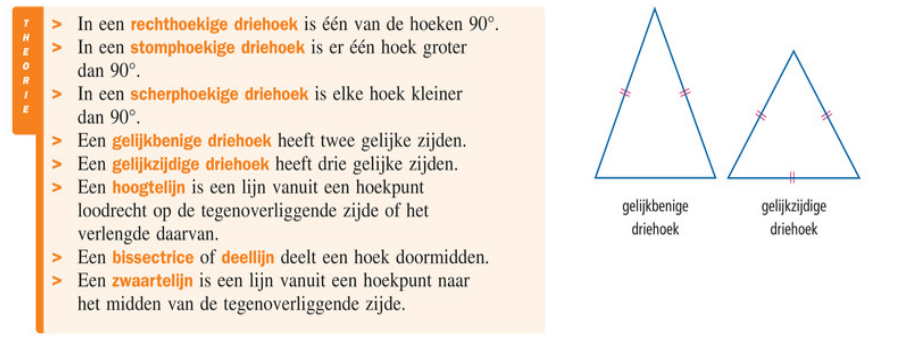 THEORIE
> In een rechthoekige driehoek is één van de hoeken 90°.
> In een stomphoekige driehoek is er één hoek groter
dan 90°.
> In een scherphoekige driehoek is elke hoek kleiner
dan 90°.
> Een gelijkbenige driehoek heeft twee gelijke zijden.
> Een gelijkzijdige driehoek heeft drie gelijke zijden.
> Een hoogtelijn is een lijn vanuit een hoekpunt
loodrecht op de tegenoverliggende zijde of het
verlengde daarvan.
> Een bissectrice of deellijn deelt een hoek doormidden.
> Een zwaartelijn is een lijn vanuit een hoekpunt naar
het midden van de tegenoverliggende zijde.
gelijkbenige
driehoek
gelijkzijdige
driehoek